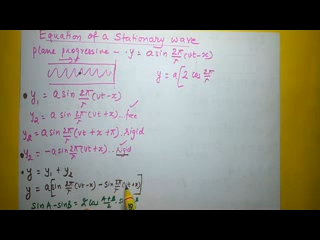 Equation of a Stationary wave
plane progressive – y = a sin 2π/r (vt-x)
y = a[2 cos 2π/r
y₁ = a sin 2π/r (vt-x)
y₂ = a sin 2π/r (vt+x) . free
y₂ = a sin 2π/r (vt+x+π) . rigid
y₂ = -a sin 2π/r (vt+x) . rigid
y = y₁ + y₂
y = a[sin 2π/r (vt-x) - sin 2π/r (vt+x)]
sinA - sinB = 2 cos A+B/2 sin